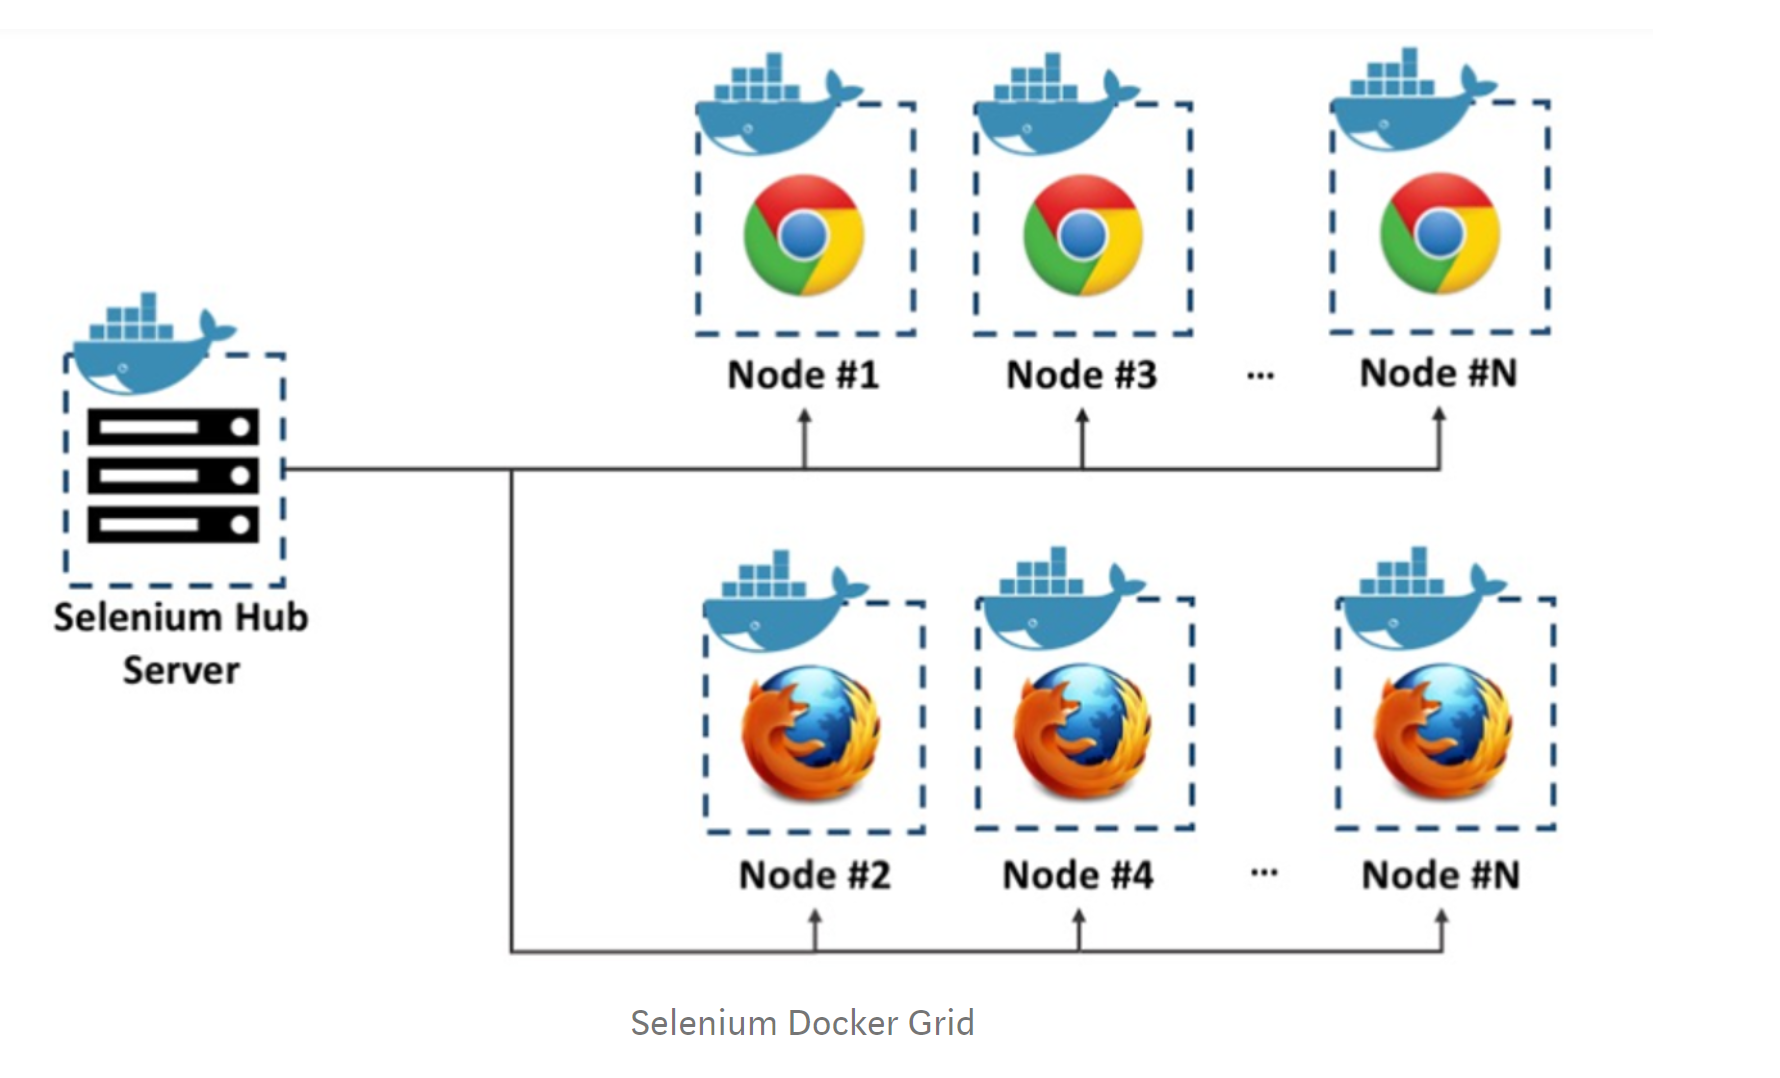 Node #1
Node #3
...
Node #N
Selenium Hub
Server
Node #2
Node #4
...
Node #N
Selenium Docker Grid